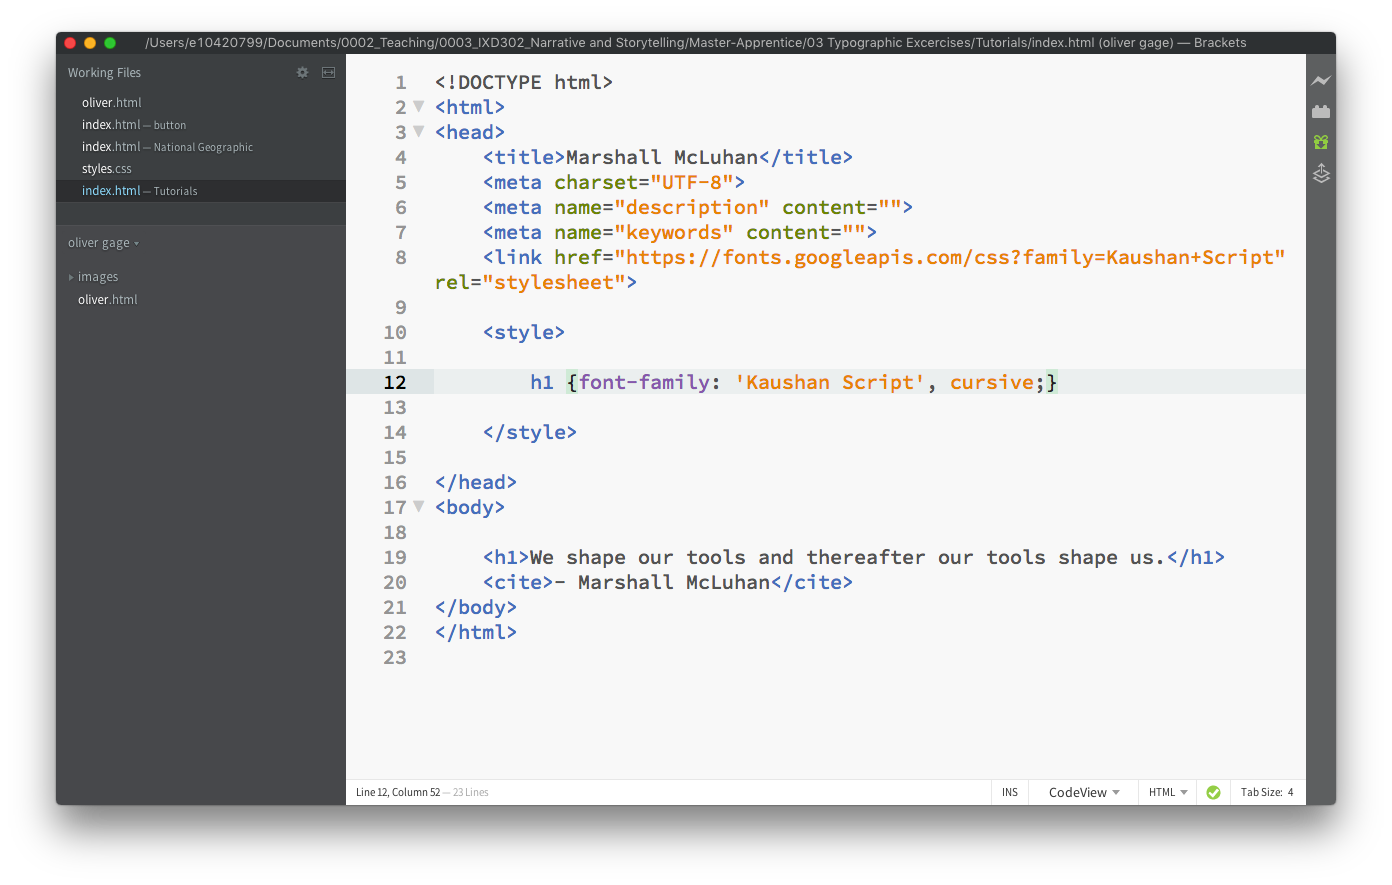 /Users/e10420799/Documents/0002_Teaching/0003_IXD302_Narrative and Storytelling/Master-Apprentice/03 Typographic Excercises/Tutorials/index.html (oliver gage) — Brackets
Working Files
oliver.html
index.html — button
index.html — National Geographic
styles.css
index.html — Tutorials
oliver gage
images
oliver.html
1 <!DOCTYPE html>
2 <html>
3 <head>
4     <title>Marshall McLuhan</title>
5     <meta charset="UTF-8">
6     <meta name="description" content="">
7     <meta name="keywords" content="">
8     <link href="https://fonts.googleapis.com/css?family=Kaushan+Script"
rel="stylesheet">
9
10     <style>
11
12         h1 {font-family: 'Kaushan Script', cursive;}
13
14     </style>
15
16 </head>
17 <body>
18
19     <h1>We shape our tools and thereafter our tools shape us.</h1>
20     <cite>- Marshall McLuhan</cite>
21 </body>
22 </html>
23
Line 12, Column 52 — 23 Lines
INS CodeView HTML Tab Size: 4